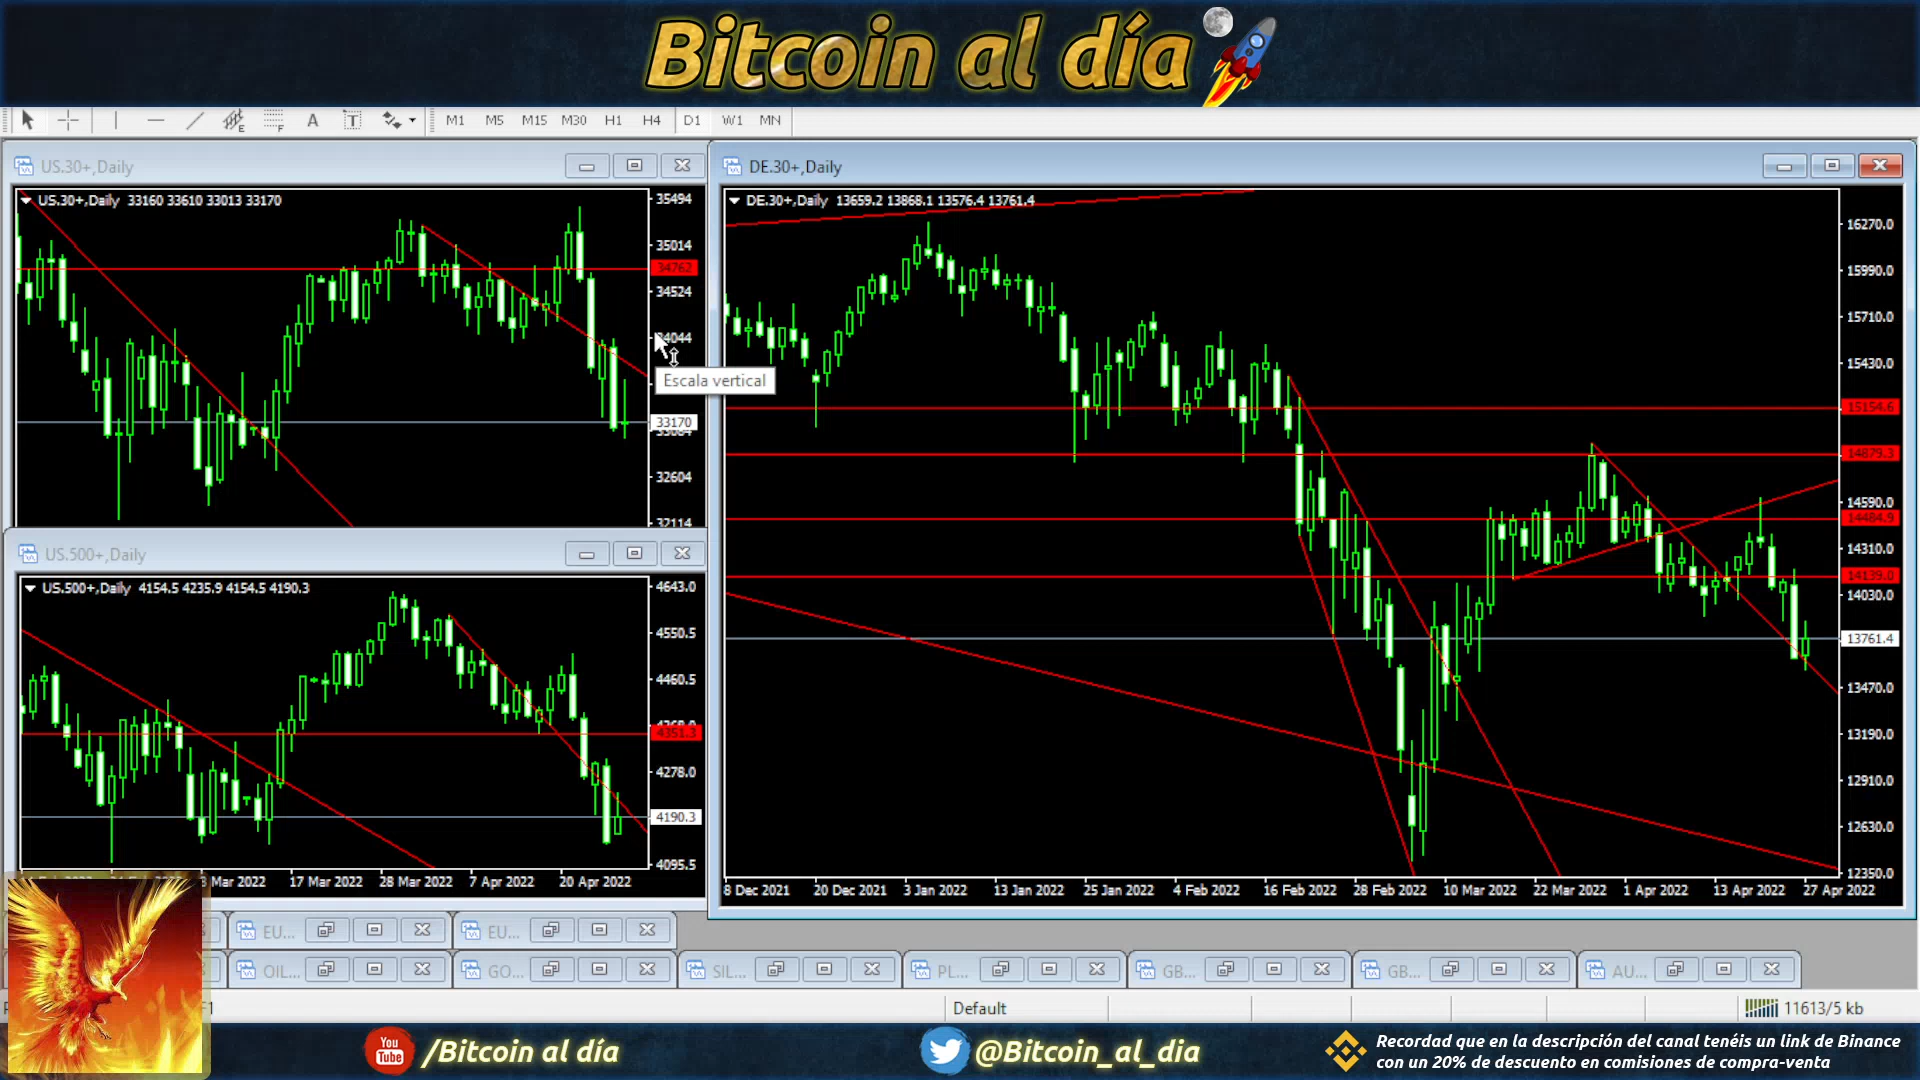 Bitcoin al día
E F A T M1 M5 M15 M30 H1 H4 D1 W1 MN
US.30+,Daily
US.30+,Daily 33160 33610 33013 33170
35494
35014
34762
34524
33170
32604
32114
Escala vertical
US.500+,Daily
US.500+,Daily 4154.5 4235.9 4154.5 4190.3
4643.0
4550.5
4460.5
4351.3
4278.0
4190.3
4095.5
Mar 2022 17 Mar 2022 28 Mar 2022 7 Apr 2022 20 Apr 2022
DE.30+,Daily
DE.30+,Daily 13659.2 13868.1 13576.4 13761.4
16270.0
15990.0
15710.0
15430.0
15154.6
14879.3
14590.0
14484.9
14310.0
14139.0
14030.0
13761.4
13470.0
13190.0
12910.0
12630.0
12350.0
8 Dec 2021 20 Dec 2021 3 Jan 2022 13 Jan 2022 25 Jan 2022 4 Feb 2022 16 Feb 2022 28 Feb 2022 10 Mar 2022 22 Mar 2022 1 Apr 2022 13 Apr 2022 27 Apr 2022
EU... EU...
OIL... GO... SIL... PL... GB... GB... AU...
Default 11613/5 kb
You Tube /Bitcoin al día
@Bitcoin_al_dia
Recordad que en la descripción del canal tenéis un link de Binance
con un 20% de descuento en comisiones de compra-venta